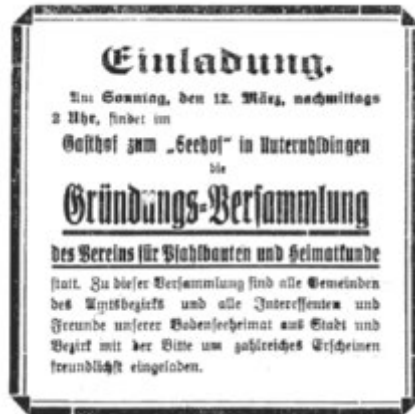 Einladung.
Am Sonntag, den 12. März, nachmittags
2 Uhr, findet im
Gasthof zum „Seehof“ in Unteruhldingen
die
Gründungs-Versammlung
des Vereins für Pfahlbauten und Heimatkunde
statt. Zu dieser Versammlung sind alle Gemeinden
des Amtsbezirks und alle Interessenten und
Freunde unserer Bodenseeheimat aus Stadt und
Bezirk mit der Bitte um zahlreiches Erscheinen
freundlichst eingeladen.